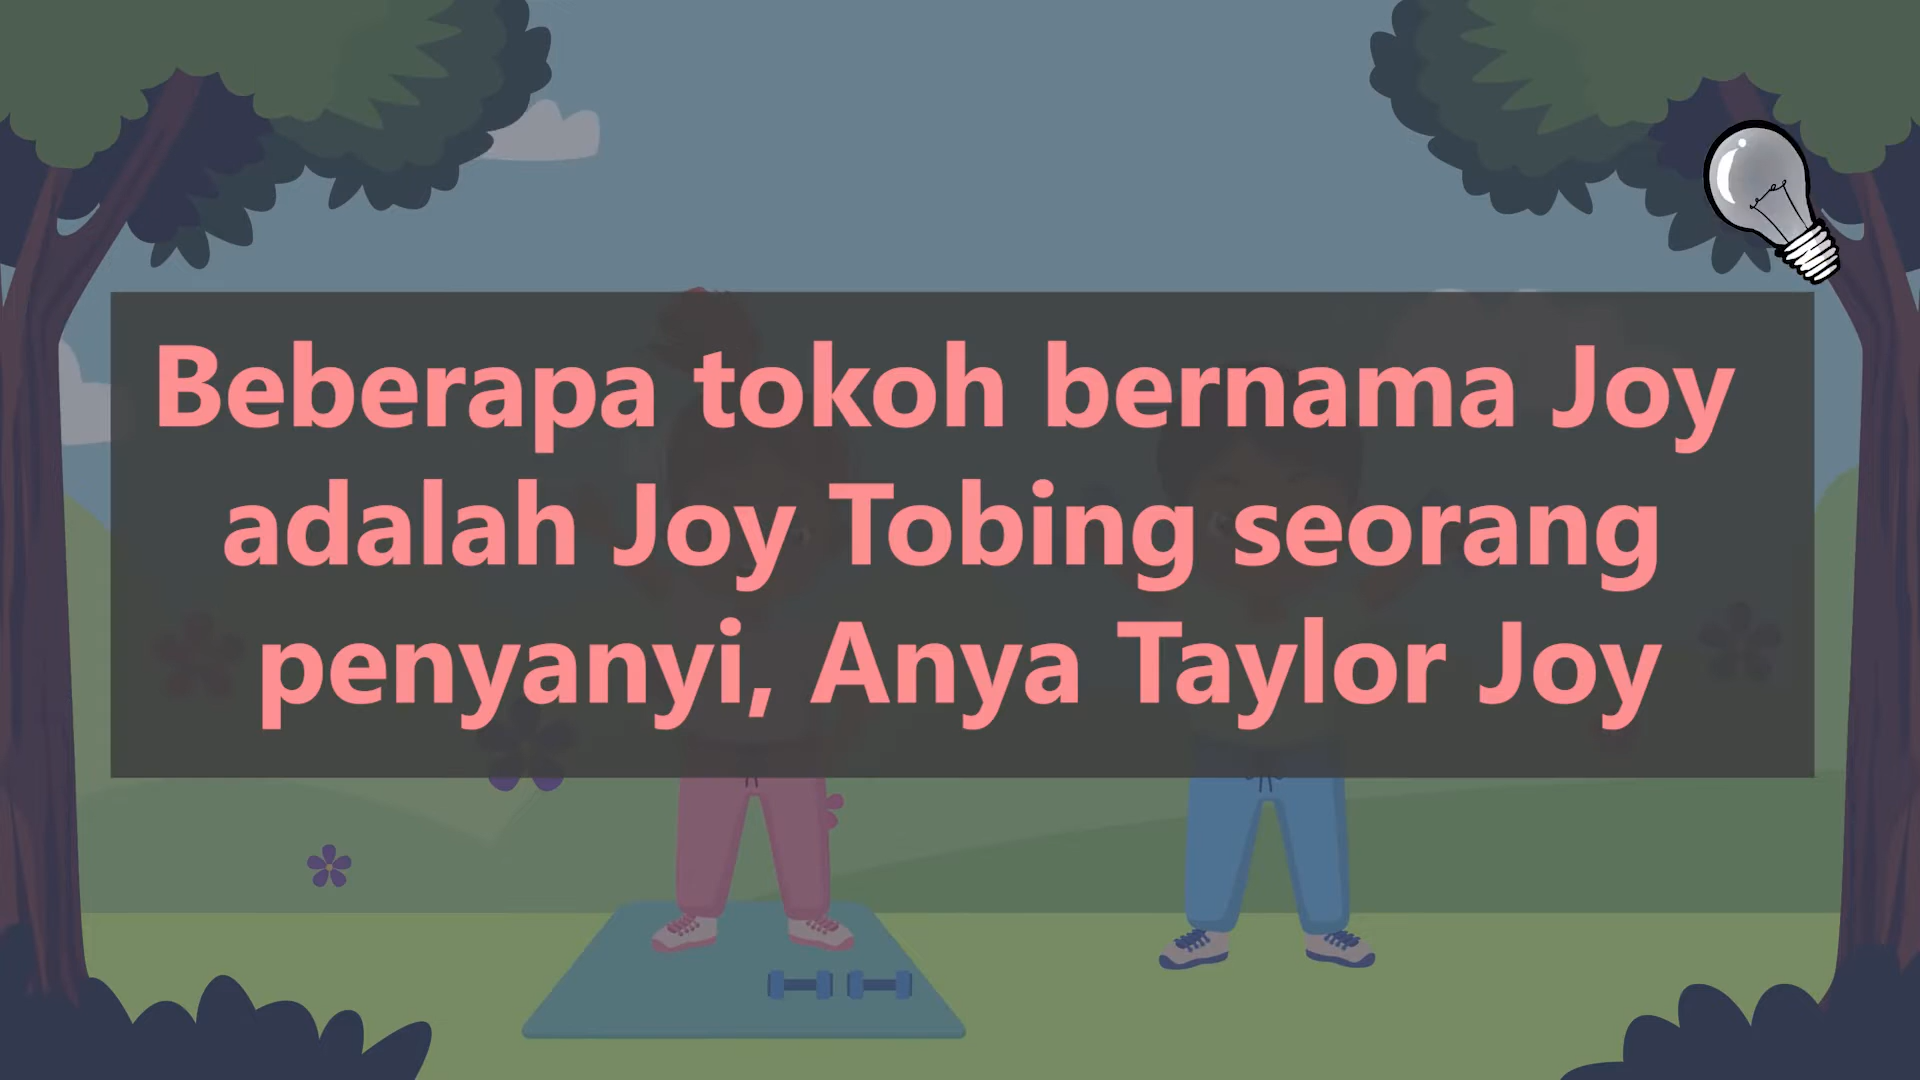 Beberapa tokoh bernama Joy
adalah Joy Tobing seorang
penyanyi, Anya Taylor Joy